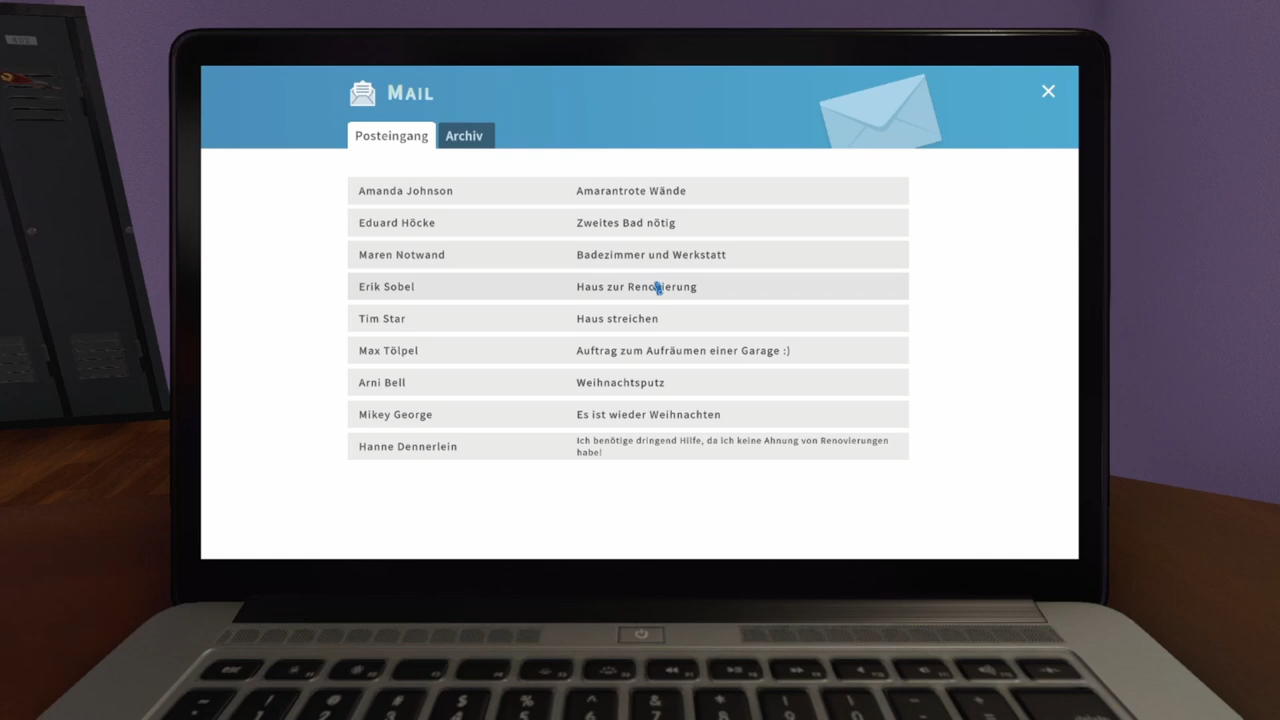 MAIL
Posteingang
Archiv
Amanda Johnson Amarantrote Wände
Eduard Höcke Zweites Bad nötig
Maren Notwand Badezimmer und Werkstatt
Erik Sobel Haus zur Renovierung
Tim Star Haus streichen
Max Tölpel Auftrag zum Aufräumen einer Garage :)
Arni Bell Weihnachtsputz
Mikey George Es ist wieder Weihnachten
Hanne Dennerlein Ich benötige dringend Hilfe, da ich keine Ahnung von Renovierungen
habe!
esc